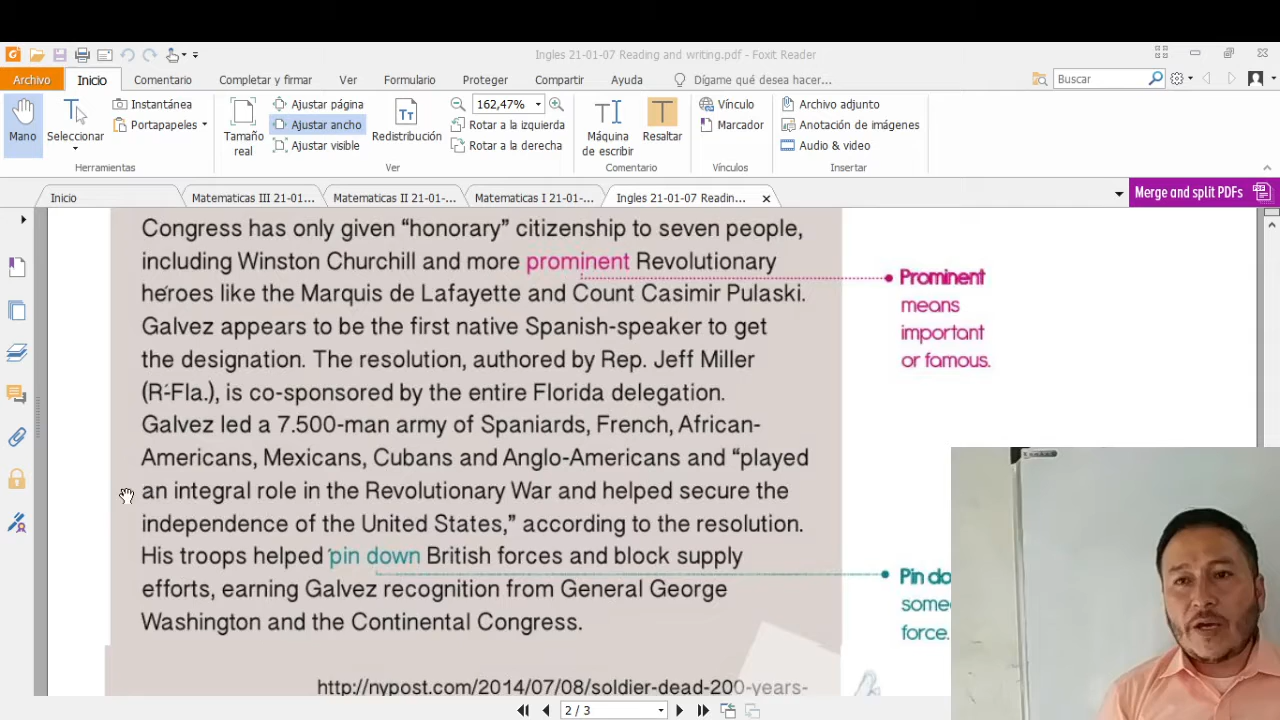 Ingles 21-01-07 Reading and writing.pdf - Foxit Reader
Archivo Inicio Comentario Completar y firmar Ver Formulario Proteger Compartir Ayuda Dígame qué desea hacer... Buscar
Mano
Seleccionar
Instantánea
Portapapeles
Herramientas
Tamaño real
Ajustar página
Ajustar ancho
Ajustar visible
Redistribución
162,47%
Rotar a la izquierda
Rotar a la derecha
Ver
Máquina de escribir
Resaltar
Comentario
Vínculo
Marcador
Vínculos
Archivo adjunto
Anotación de imágenes
Audio & video
Insertar
Inicio Matematicas III 21-01... Matematicas II 21-01-... Matematicas I 21-01-... Ingles 21-01-07 Readin... Merge and split PDFs
Congress has only given “honorary” citizenship to seven people,
including Winston Churchill and more prominent Revolutionary
heroes like the Marquis de Lafayette and Count Casimir Pulaski.
Galvez appears to be the first native Spanish-speaker to get
the designation. The resolution, authored by Rep. Jeff Miller
(R-Fla.), is co-sponsored by the entire Florida delegation.
Galvez led a 7.500-man army of Spaniards, French, African-
Americans, Mexicans, Cubans and Anglo-Americans and “played
an integral role in the Revolutionary War and helped secure the
independence of the United States,” according to the resolution.
His troops helped pin down British forces and block supply
efforts, earning Galvez recognition from General George
Washington and the Continental Congress.
http://nypost.com/2014/07/08/soldier-dead-200-years-
Prominent
means
important
or famous.
Pin do
some
force.
2 / 3